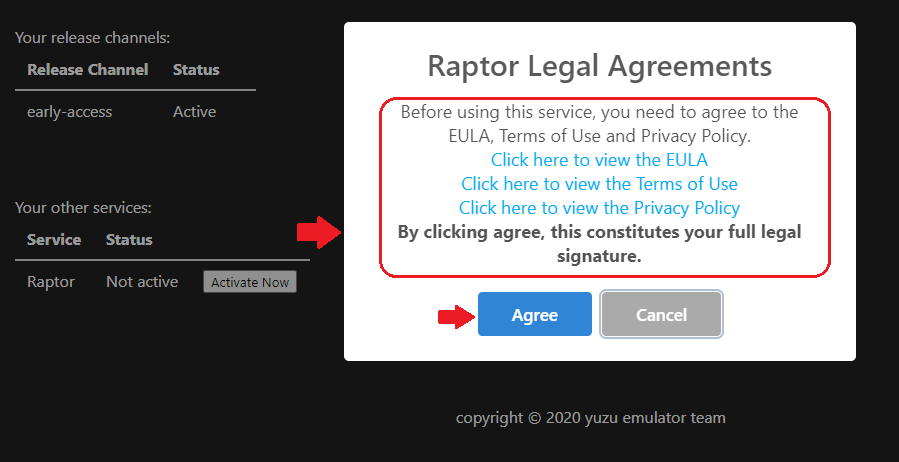 Your release channels:
Release Channel Status
early-access Active
Your other services:
Service Status
Raptor Not active Activate Now
Raptor Legal Agreements
Before using this service, you need to agree to the
EULA, Terms of Use and Privacy Policy.
Click here to view the EULA
Click here to view the Terms of Use
Click here to view the Privacy Policy
By clicking agree, this constitutes your full legal
signature.
Agree Cancel
copyright © 2020 yuzu emulator team